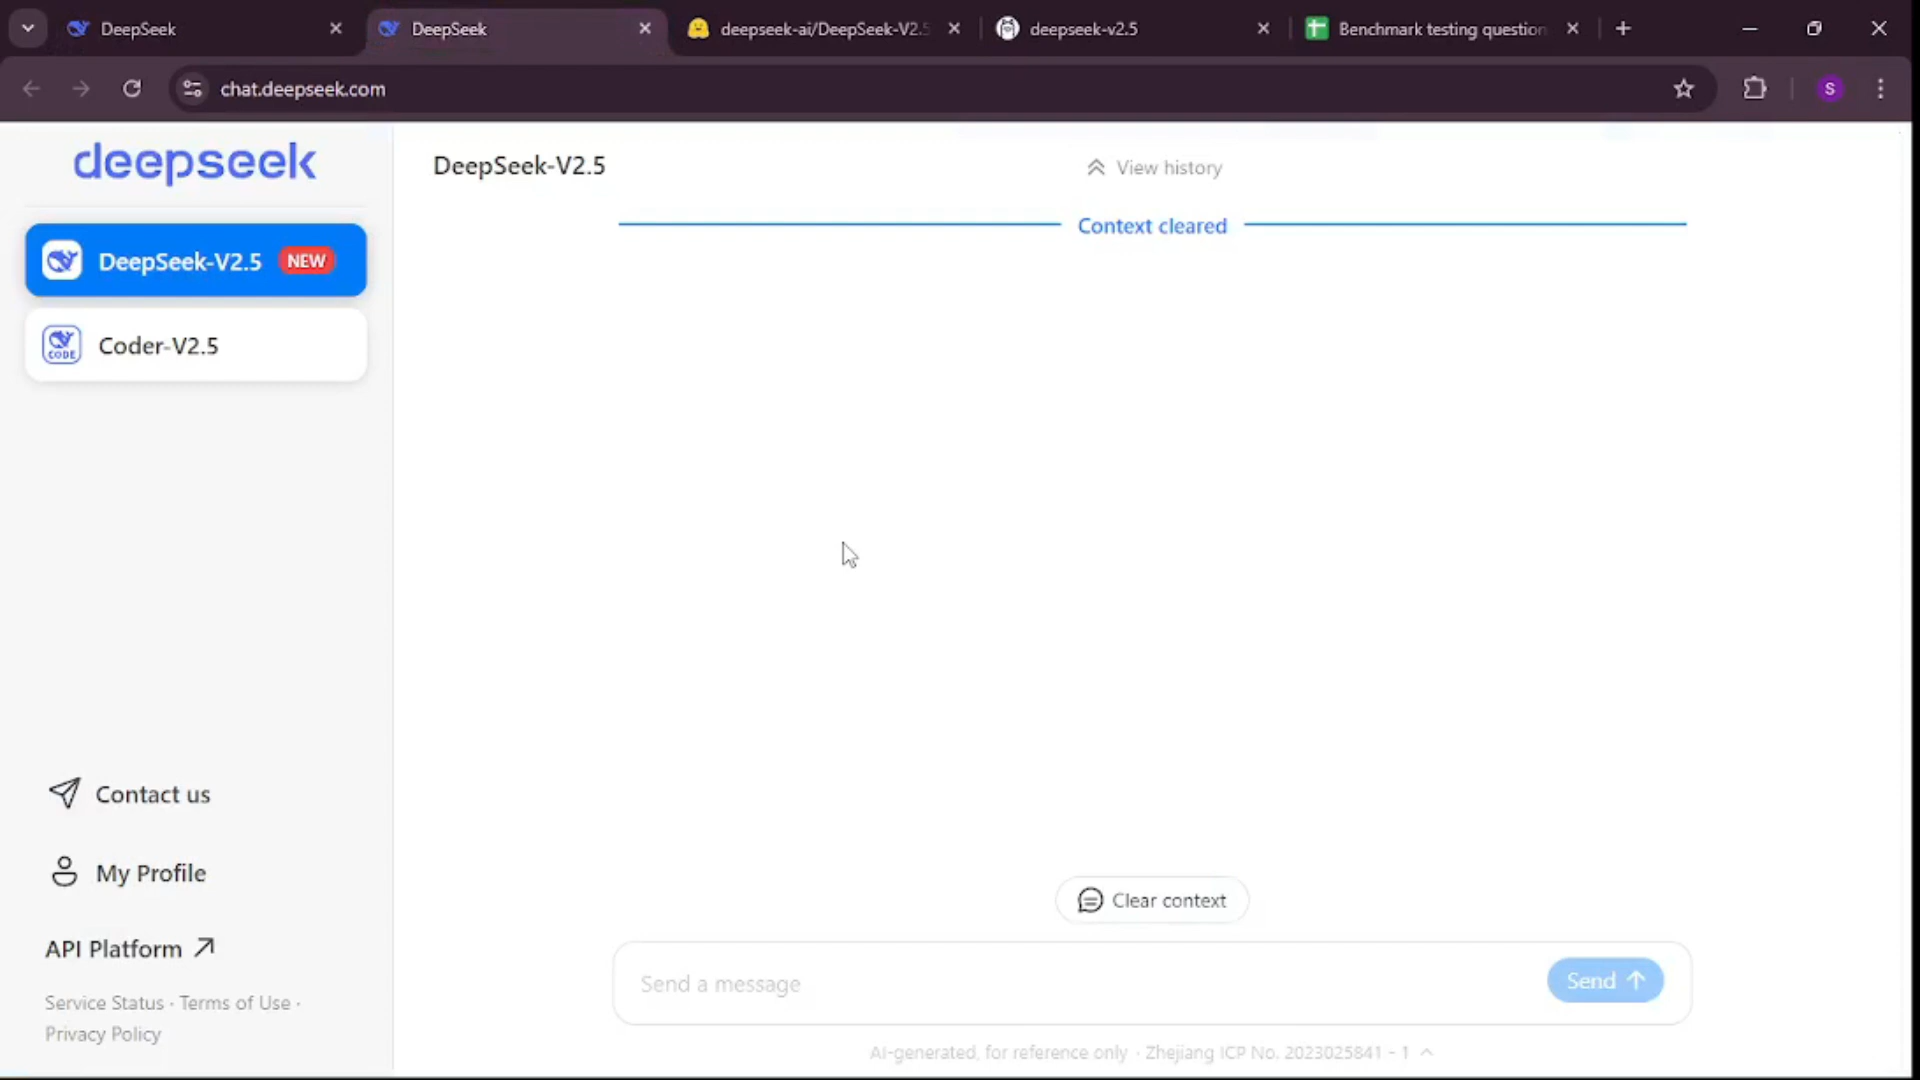 DeepSeek
DeepSeek
deepseek-ai/DeepSeek-V2.5
deepseek-v2.5
Benchmark testing question
chat.deepseek.com
S
deepseek
DeepSeek-V2.5 NEW
CODE
Coder-V2.5
Contact us
My Profile
API Platform
Service Status · Terms of Use ·
Privacy Policy
DeepSeek-V2.5
View history
Context cleared
Clear context
Send a message
Send
AI-generated, for reference only · Zhejiang ICP No. 2023025841 - 1